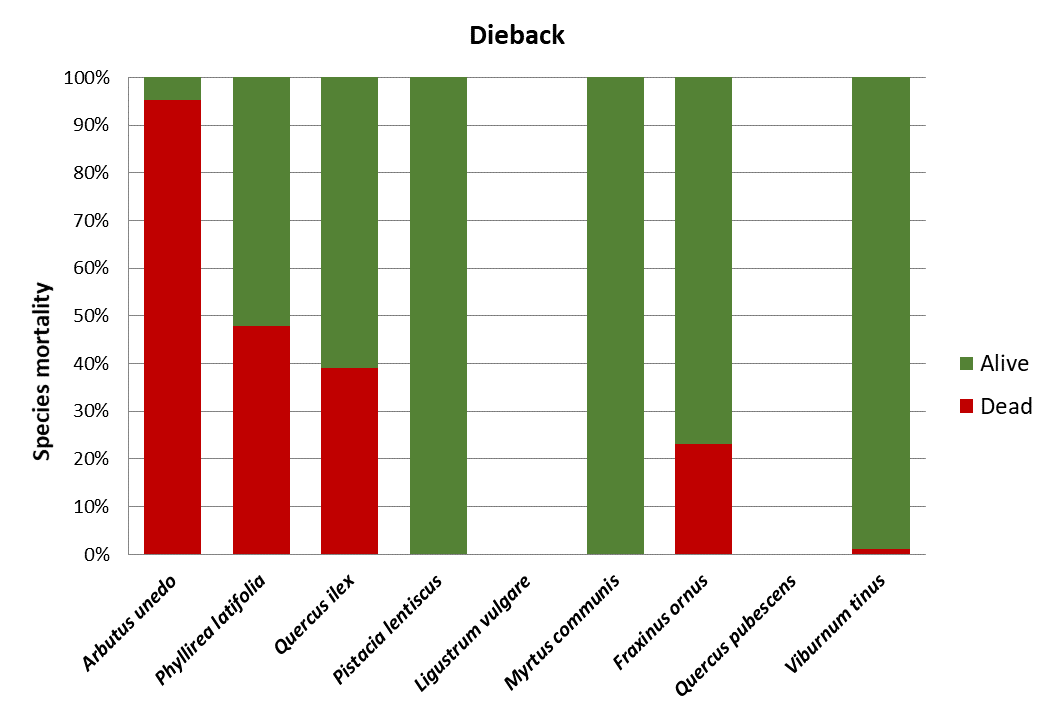 Dieback
Species mortality
100%
90%
80%
70%
60%
50%
40%
30%
20%
10%
0%
Arbutus unedo
Phyllirea latifolia
Quercus ilex
Pistacia lentiscus
Ligustrum vulgare
Myrtus communis
Fraxinus ornus
Quercus pubescens
Viburnum tinus
Alive
Dead